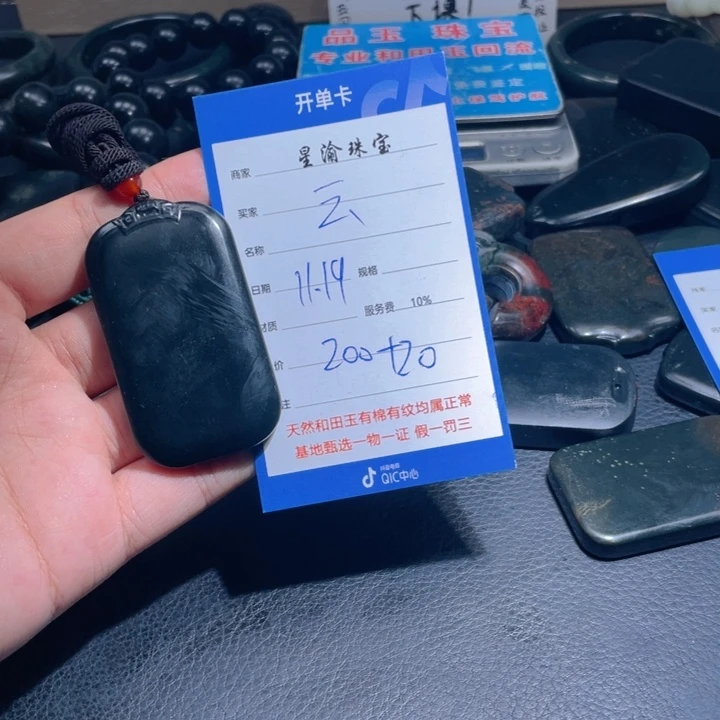 下课!
品玉 珠宝
专业和田玉回流
开单卡
商家 星渝珠宝
买家 云
名称
日期 11.14 规格
材质 服务费 10%
价 200+20
注
天然和田玉有棉有纹均属正常
基地甄选一物一证 假一罚三
抖音电商
QIC中心